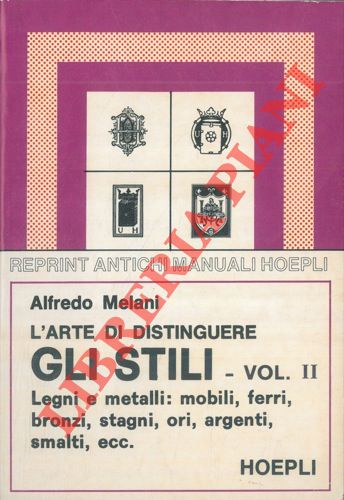 U H
REPRINT ANTICHI MANUALI HOEPLI
Alfredo Melani
L'ARTE DI DISTINGUERE
GLI STILI - VOL. II
Legni e metalli: mobili, ferri,
bronzi, stagni, ori, argenti,
smalti, ecc.
HOEPLI
LIBRERIA PIANI